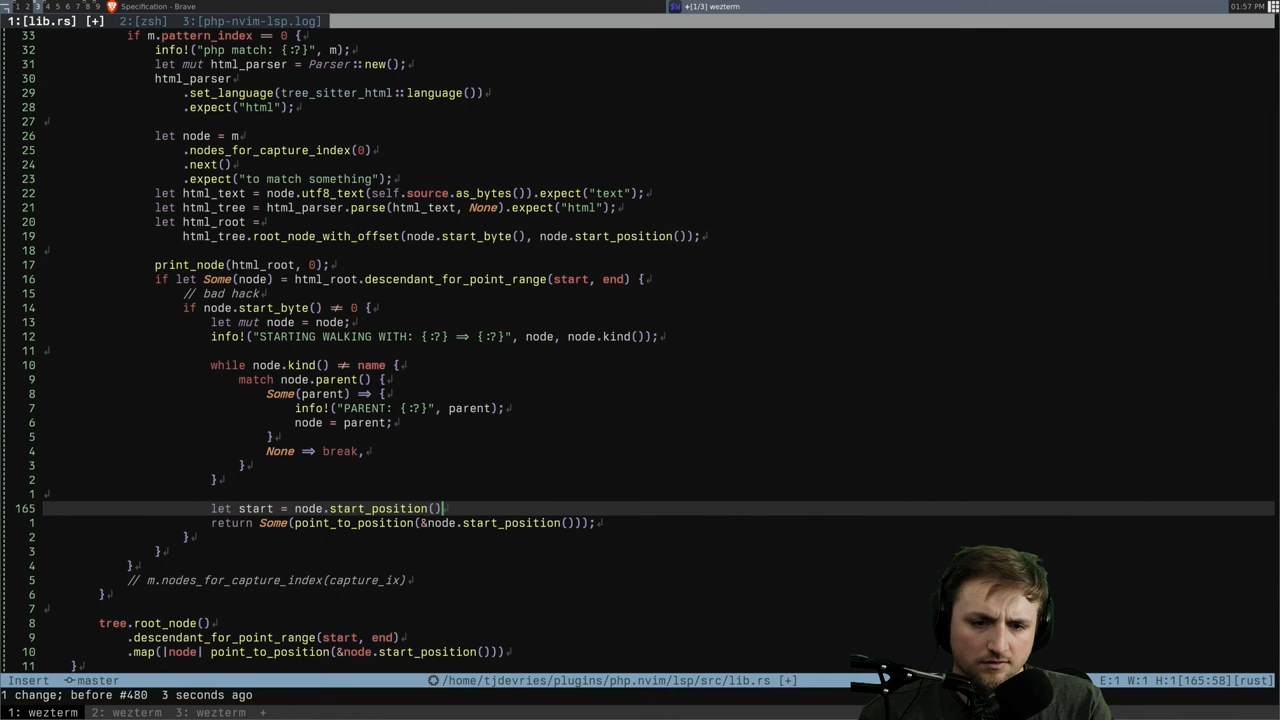 1 2 3 4 5 6 7 8 9 Specification - Brave
+[1/3] wezterm
01:57 PM
1:[lib.rs] [+] 2:[zsh] 3:[php-nvim-lsp.log]
33 if m.pattern_index == 0 {↲
32 info!("php match: {:?}", m);↲
31 let mut html_parser = Parser::new();↲
30 html_parser↲
29 .set_language(tree_sitter_html::language())↲
28 .expect("html");↲
27 ↲
26 let node = m↲
25 .nodes_for_capture_index(0)↲
24 .next()↲
23 .expect("to match something");↲
22 let html_text = node.utf8_text(self.source.as_bytes()).expect("text");↲
21 let html_tree = html_parser.parse(html_text, None).expect("html");↲
20 let html_root =↲
19 html_tree.root_node_with_offset(node.start_byte(), node.start_position());↲
18 ↲
17 print_node(html_root, 0);↲
16 if let Some(node) = html_root.descendant_for_point_range(start, end) {↲
15 // bad hack↲
14 if node.start_byte() != 0 {↲
13 let mut node = node;↲
12 info!("STARTING WALKING WITH: {:?} => {:?}", node, node.kind());↲
11 ↲
10 while node.kind() != name {↲
9 match node.parent() {↲
8 Some(parent) => {↲
7 info!("PARENT: {:?}", parent);↲
6 node = parent;↲
5 }↲
4 None => break,↲
3 }↲
2 }↲
1 ↲
165 let start = node.start_position()↲
1 return Some(point_to_position(&node.start_position()));↲
2 }↲
3 }↲
4 }↲
5 // m.nodes_for_capture_index(capture_ix)↲
6 }↲
7 ↲
8 tree.root_node()↲
9 .descendant_for_point_range(start, end)↲
10 .map(|node| point_to_position(&node.start_position()))↲
11 }↲
Insert master /home/tjdevries/plugins/php.nvim/lsp/src/lib.rs [+] E:1 W:1 H:1[165:58][rust]
1 change; before #480 3 seconds ago
1: wezterm 2: wezterm 3: wezterm +